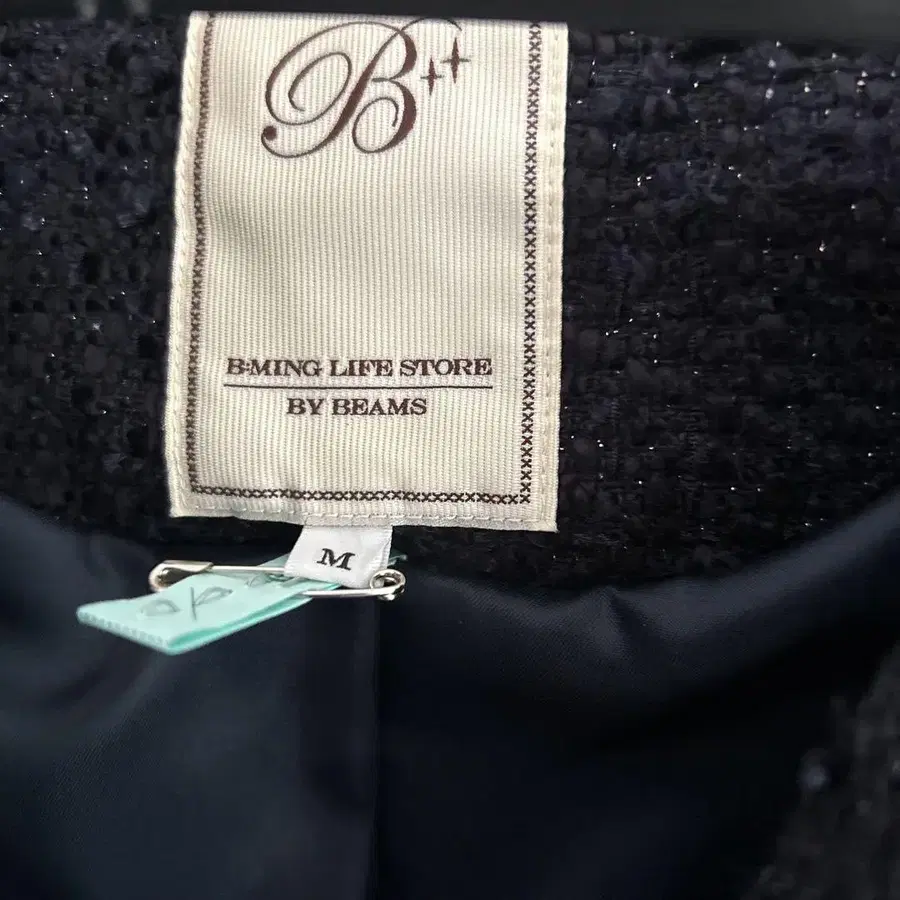 B++
B:MING LIFE STORE
BY BEAMS
M